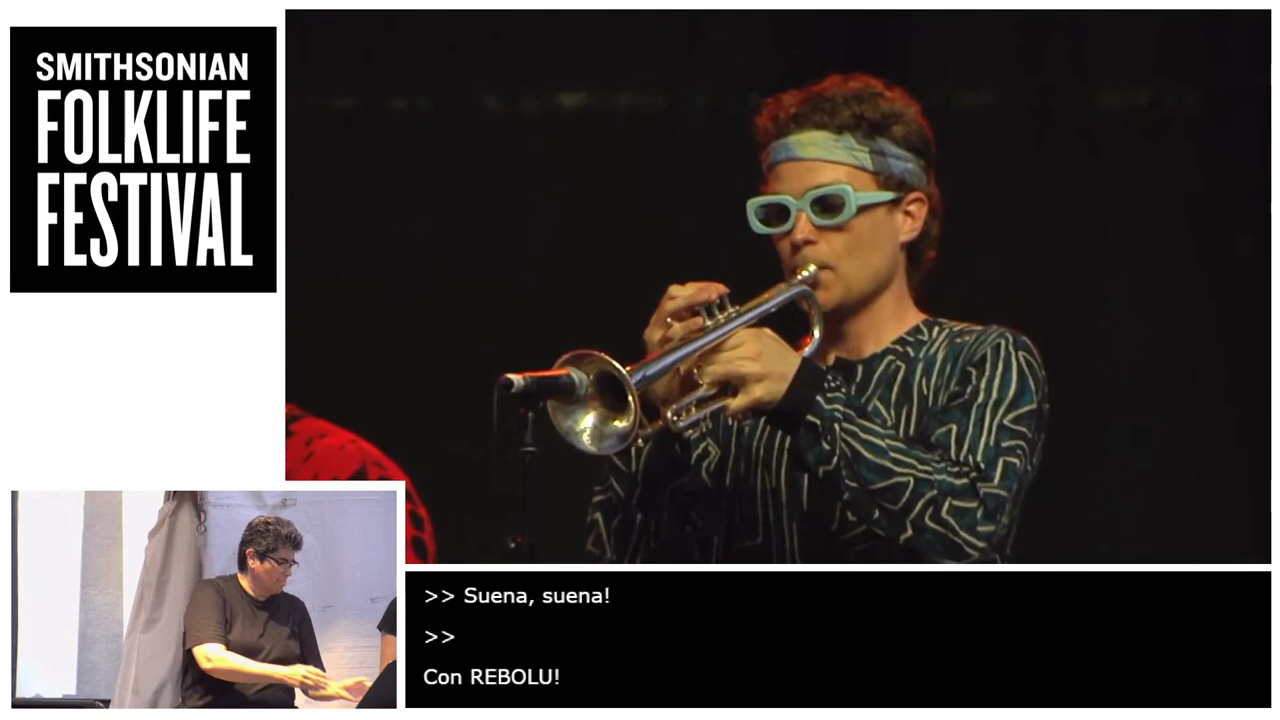 SMITHSONIAN
FOLKLIFE
FESTIVAL
>> Suena, suena!
>>
Con REBOLU!